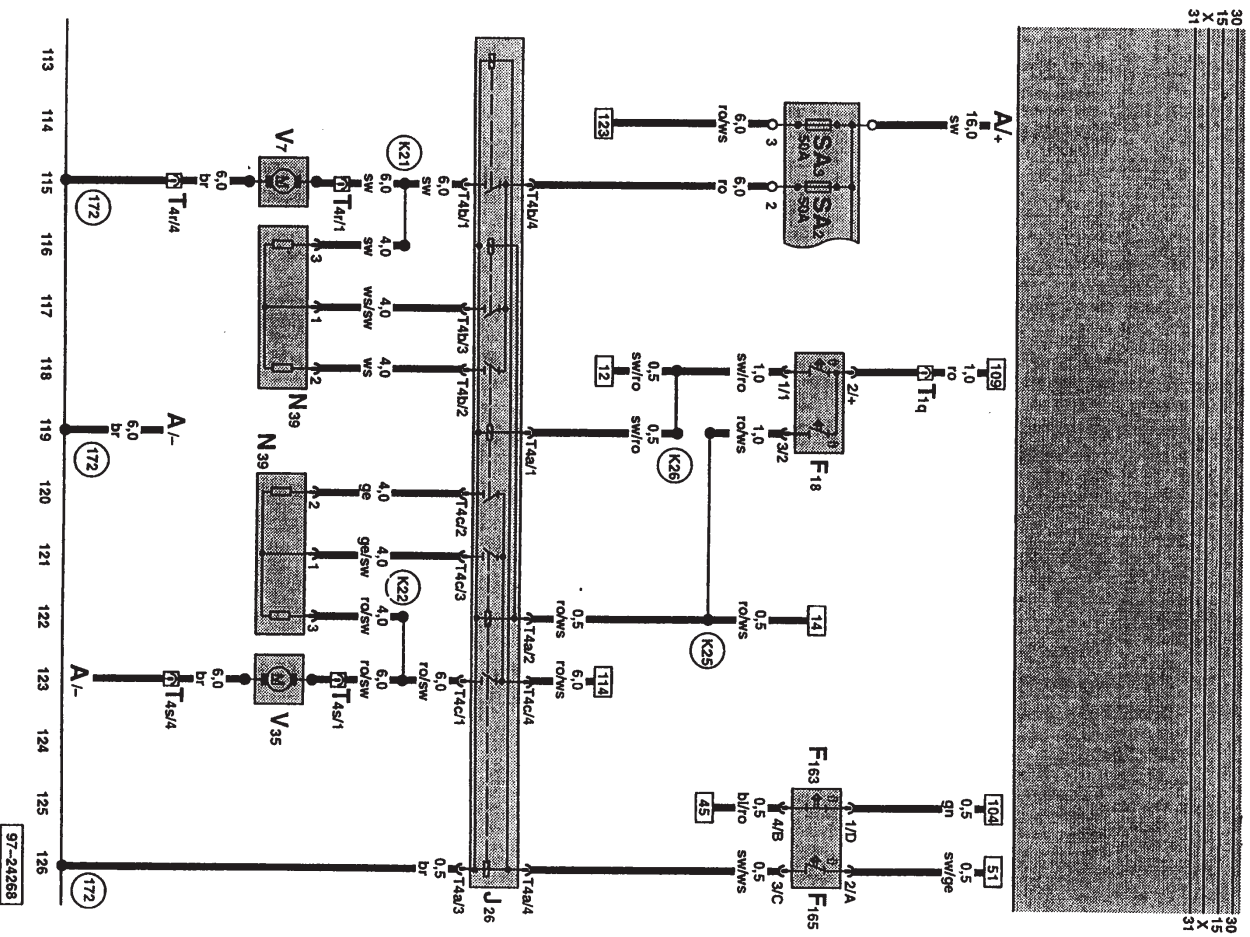 30
15
X
31
30
15
X
31
A/+
16,0
sw
109
1,0
ro
T1q
104
0,5
gn
51
0,5
sw/ge
SA3
50A
SA2
50A
3
2
6,0
ro/ws
6,0
ro
123
2/+
F18
1/1
3/2
1,0
sw/ro
1,0
ro/ws
14
0,5
ro/ws
1/D
2/A
F163
F165
4/B
3/C
0,5
bl/ro
0,5
sw/ws
45
K26
K25
0,5
sw/ro
0,5
sw/ro
12
114
0,5
ro/ws
6,0
ro/ws
T4b/4
T4a/1
T4a/2
T4c/4
T4a/4
J26
T4b/1
T4b/3
T4b/2
T4c/2
T4c/3
T4c/1
T4a/3
6,0
sw
K21
6,0
sw
4,0
sw
4,0
ws/sw
4,0
ws
4,0
ge
4,0
ge/sw
K22
4,0
ro/sw
6,0
ro/sw
6,0
ro/sw
0,5
br
T4r/1
3
1
2
N39
2
1
3
N39
T4s/1
V7
M
V35
M
6,0
br
T4r/4
6,0
br
T4s/4
A/-
6,0
br
A/-
172
172
172
113
114
115
116
117
118
119
120
121
122
123
124
125
126
97-24268